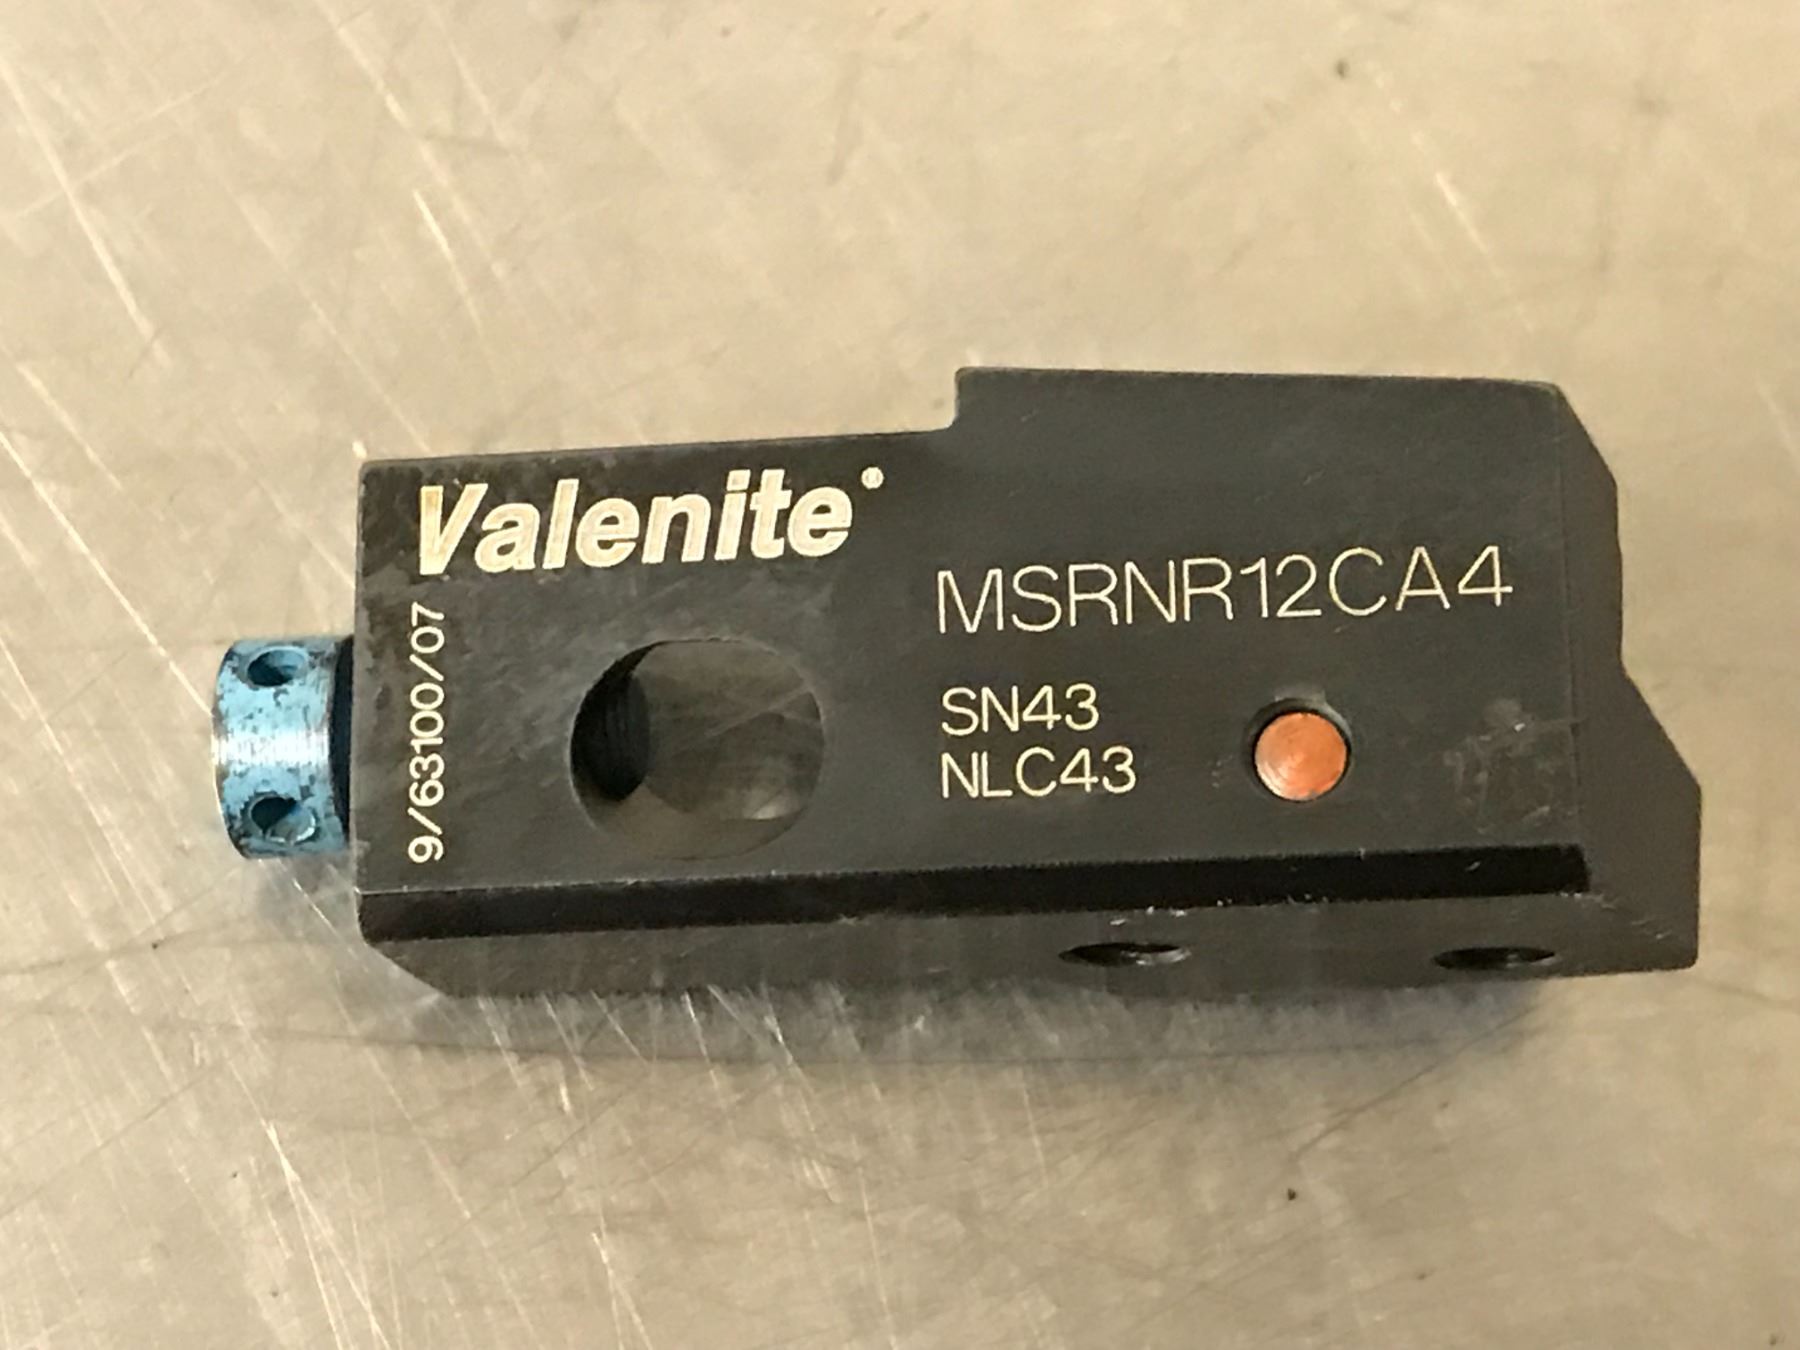 Valenite®
MSRNR12CA4
SN43
NLC43
9/63100/07